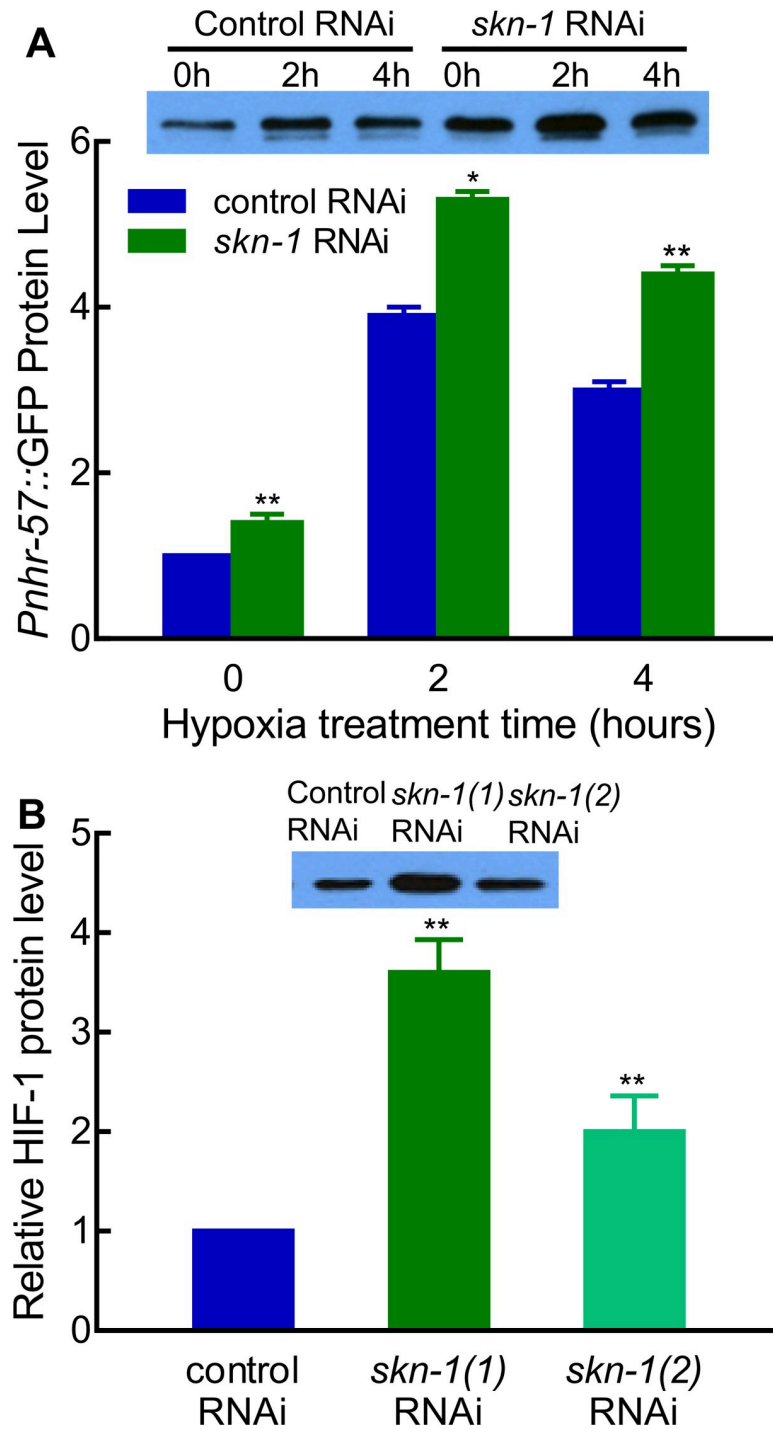 A
Control RNAi skn-1 RNAi
0h 2h 4h 0h 2h 4h
6
control RNAi
skn-1 RNAi
*
**
4
**
2
0
Pnhr-57::GFP Protein Level
0 2 4
Hypoxia treatment time (hours)
B
Control skn-1(1) skn-1(2)
RNAi RNAi RNAi
5
**
4
3
**
2
1
0
Relative HIF-1 protein level
control skn-1(1) skn-1(2)
RNAi RNAi RNAi